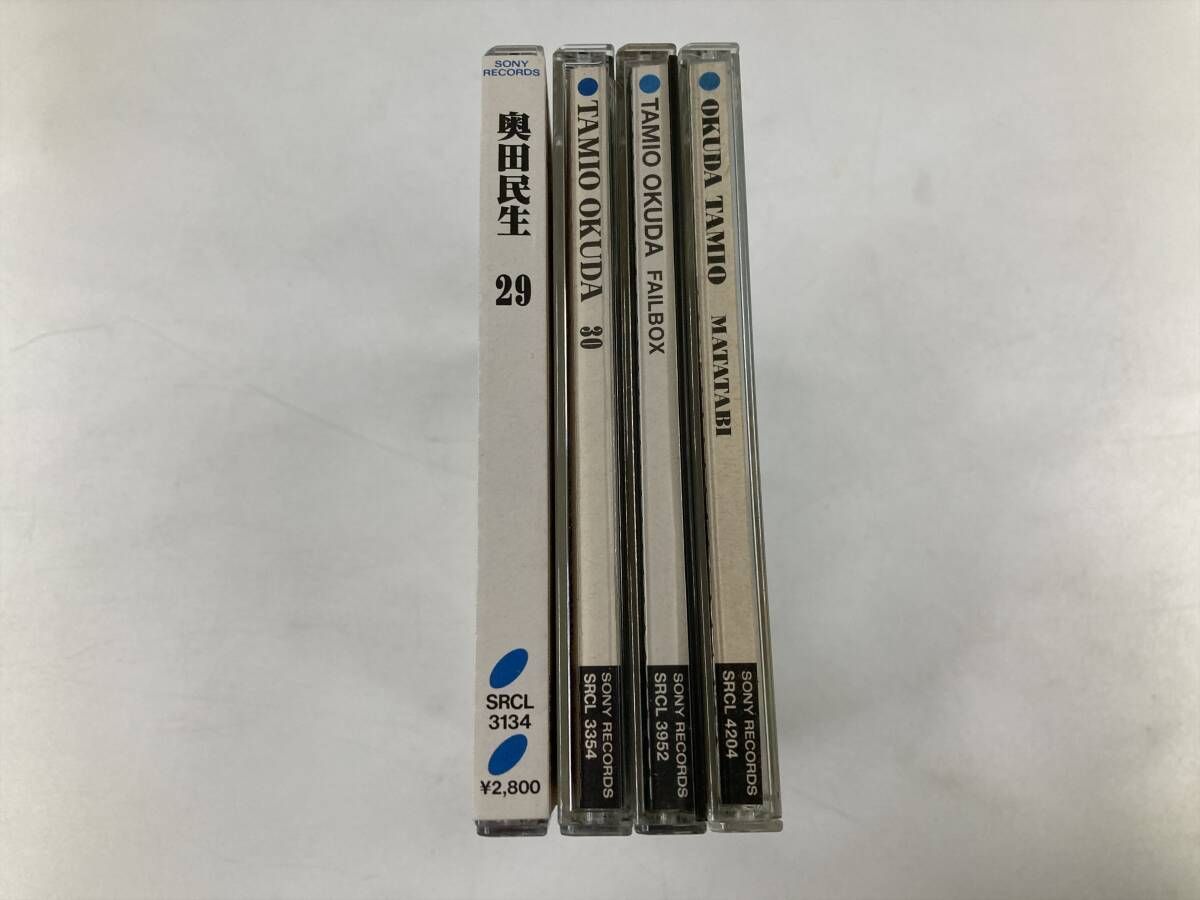 SONY
RECORDS
奥田民生 29
SRCL
3134
¥2,800
TAMIO OKUDA 30
SONY RECORDS
SRCL 3354
TAMIO OKUDA FAILBOX
SONY RECORDS
SRCL 3952
OKUDA TAMIO MATATABI
SONY RECORDS
SRCL 4204